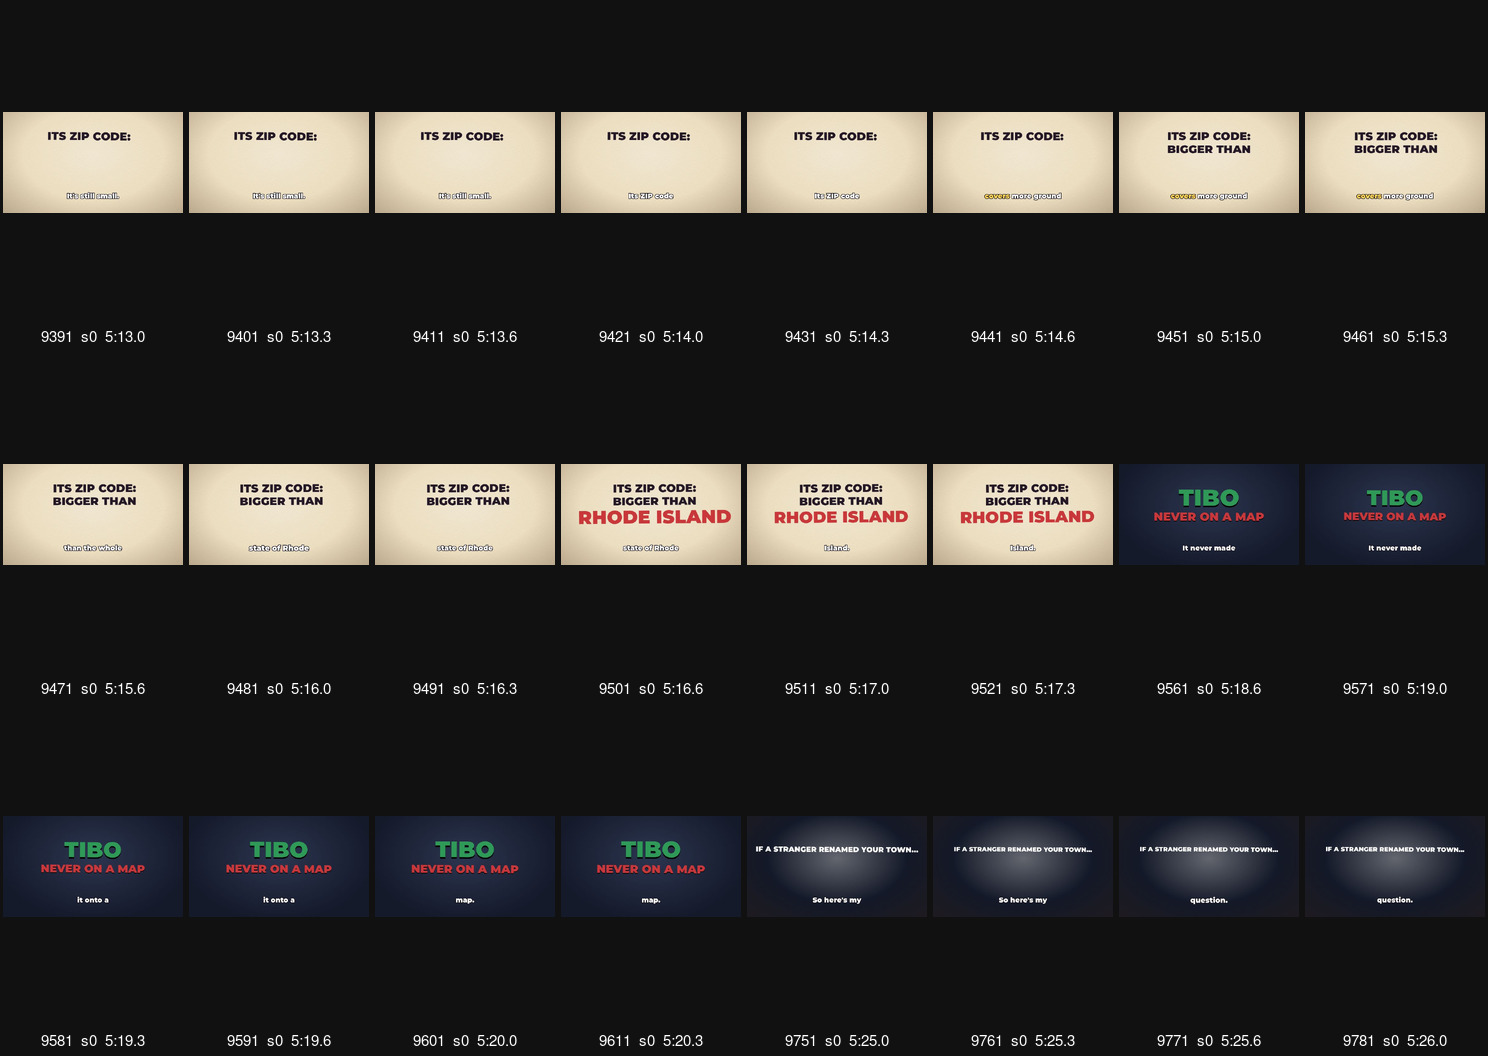 ITS ZIP CODE:
It's still small.
ITS ZIP CODE:
It's still small.
ITS ZIP CODE:
It's still small.
ITS ZIP CODE:
Its ZIP code
ITS ZIP CODE:
Its ZIP code
ITS ZIP CODE:
covers more ground
ITS ZIP CODE:
BIGGER THAN
covers more ground
ITS ZIP CODE:
BIGGER THAN
covers more ground
9391 s0 5:13.0
9401 s0 5:13.3
9411 s0 5:13.6
9421 s0 5:14.0
9431 s0 5:14.3
9441 s0 5:14.6
9451 s0 5:15.0
9461 s0 5:15.3
ITS ZIP CODE:
BIGGER THAN
than the whole
ITS ZIP CODE:
BIGGER THAN
state of Rhode
ITS ZIP CODE:
BIGGER THAN
state of Rhode
ITS ZIP CODE:
BIGGER THAN
RHODE ISLAND
state of Rhode
ITS ZIP CODE:
BIGGER THAN
RHODE ISLAND
Island.
ITS ZIP CODE:
BIGGER THAN
RHODE ISLAND
Island.
TIBO
NEVER ON A MAP
It never made
TIBO
NEVER ON A MAP
It never made
9471 s0 5:15.6
9481 s0 5:16.0
9491 s0 5:16.3
9501 s0 5:16.6
9511 s0 5:17.0
9521 s0 5:17.3
9561 s0 5:18.6
9571 s0 5:19.0
TIBO
NEVER ON A MAP
it onto a
TIBO
NEVER ON A MAP
it onto a
TIBO
NEVER ON A MAP
map.
TIBO
NEVER ON A MAP
map.
IF A STRANGER RENAMED YOUR TOWN...
So here's my
IF A STRANGER RENAMED YOUR TOWN...
So here's my
IF A STRANGER RENAMED YOUR TOWN...
question.
IF A STRANGER RENAMED YOUR TOWN...
question.
9581 s0 5:19.3
9591 s0 5:19.6
9601 s0 5:20.0
9611 s0 5:20.3
9751 s0 5:25.0
9761 s0 5:25.3
9771 s0 5:25.6
9781 s0 5:26.0